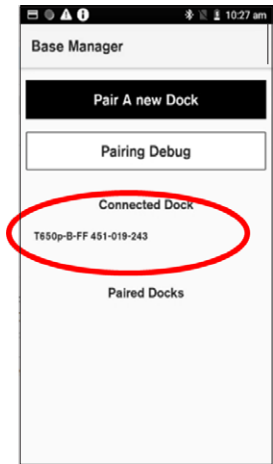 10:27 am
Base Manager
Pair A new Dock
Pairing Debug
Connected Dock
T650p-B-FF 451-019-243
Paired Docks